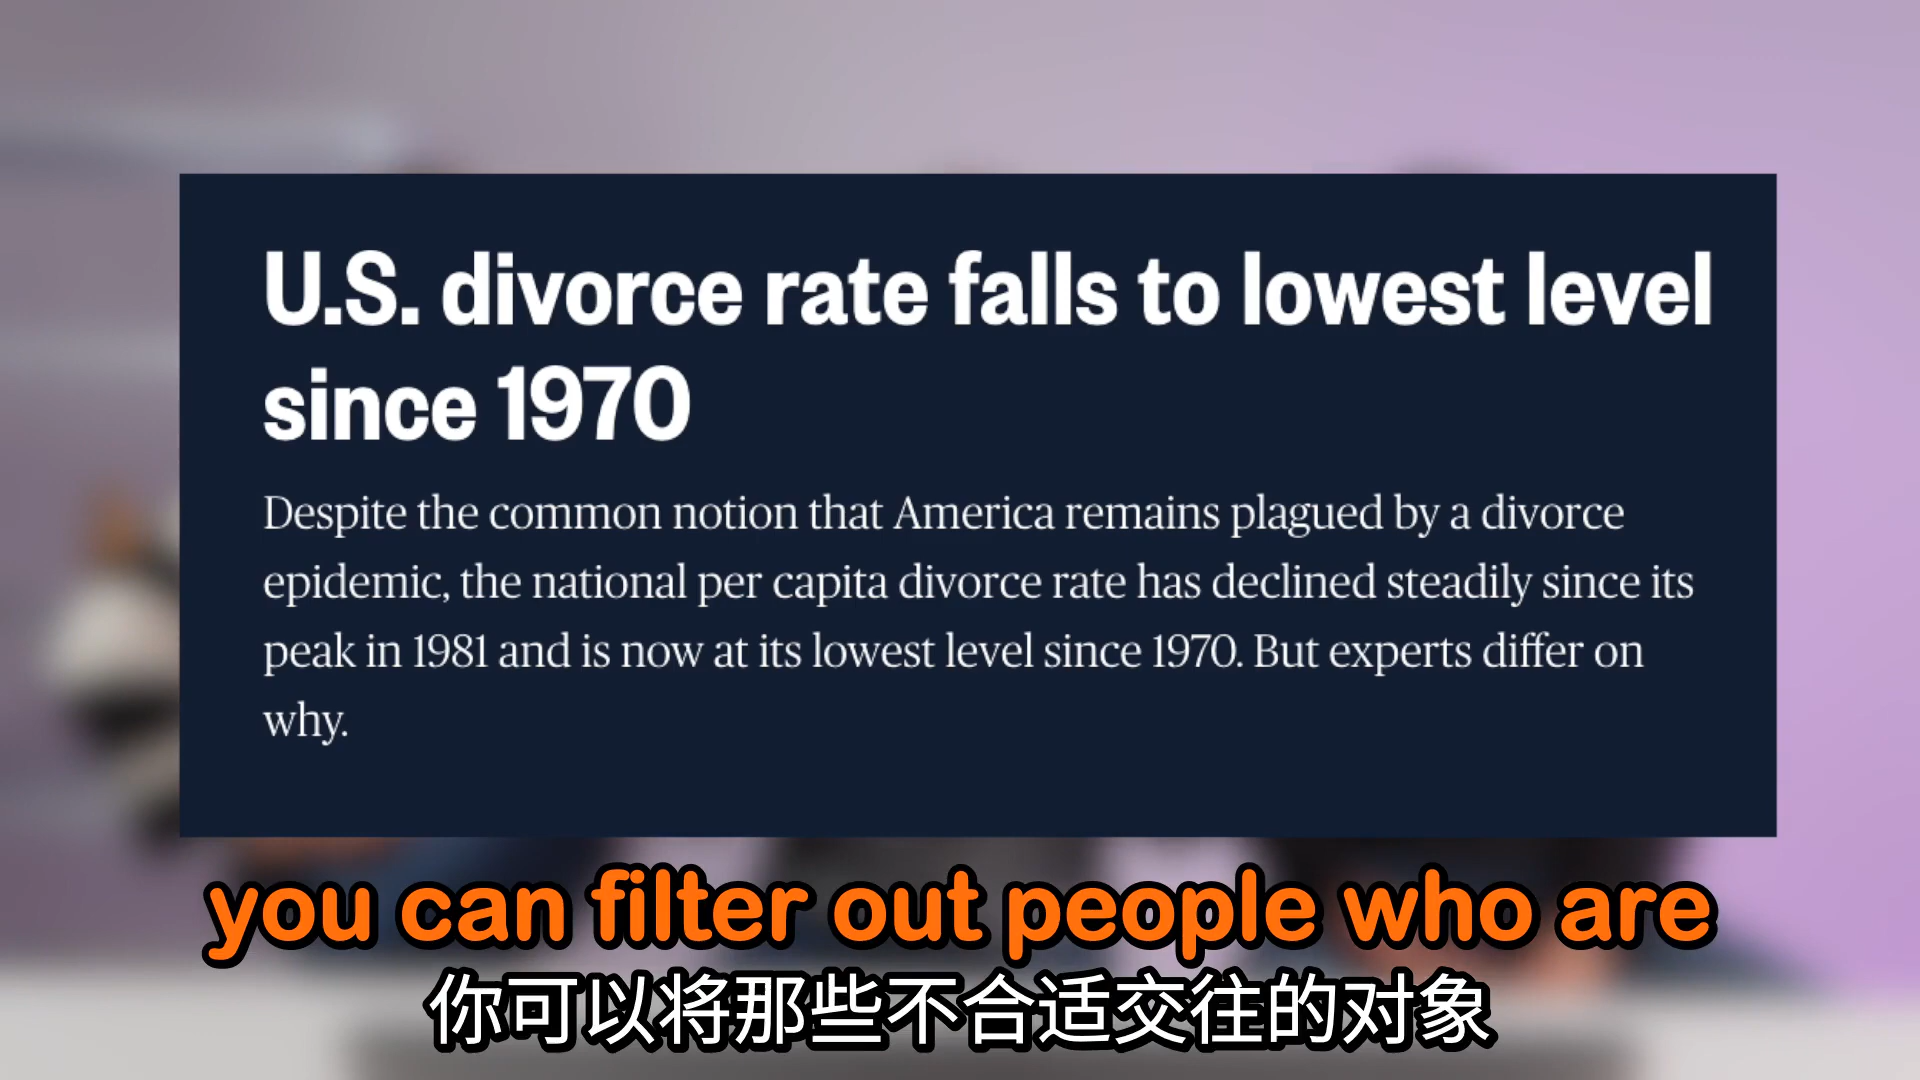 U.S. divorce rate falls to lowest level
since 1970
Despite the common notion that America remains plagued by a divorce
epidemic, the national per capita divorce rate has declined steadily since its
peak in 1981 and is now at its lowest level since 1970. But experts differ on
why.
you can filter out people who are
你可以将那些不合适交往的对象